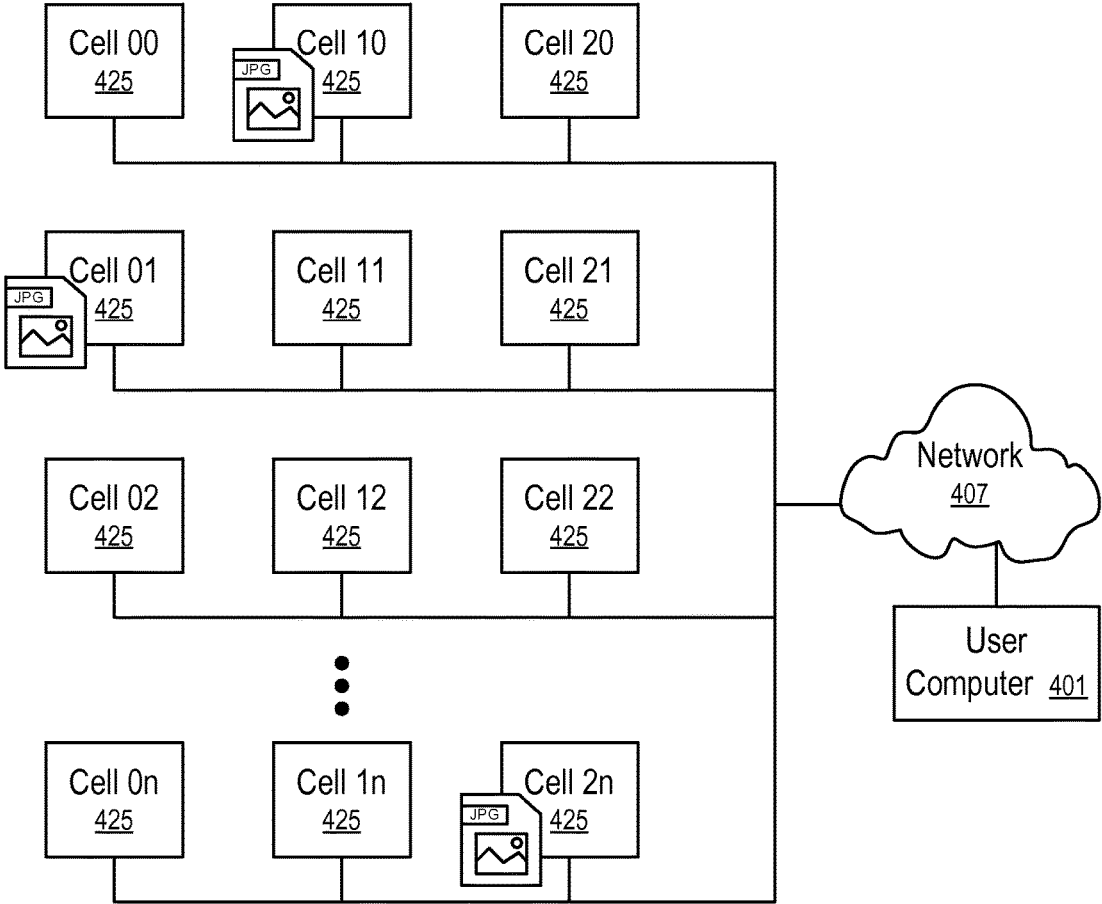 Cell 00
425
JPG
Cell 10
425
Cell 20
425
JPG
Cell 01
425
Cell 11
425
Cell 21
425
Cell 02
425
Cell 12
425
Cell 22
425
Network
407
User
Computer 401
Cell 0n
425
Cell 1n
425
JPG
Cell 2n
425